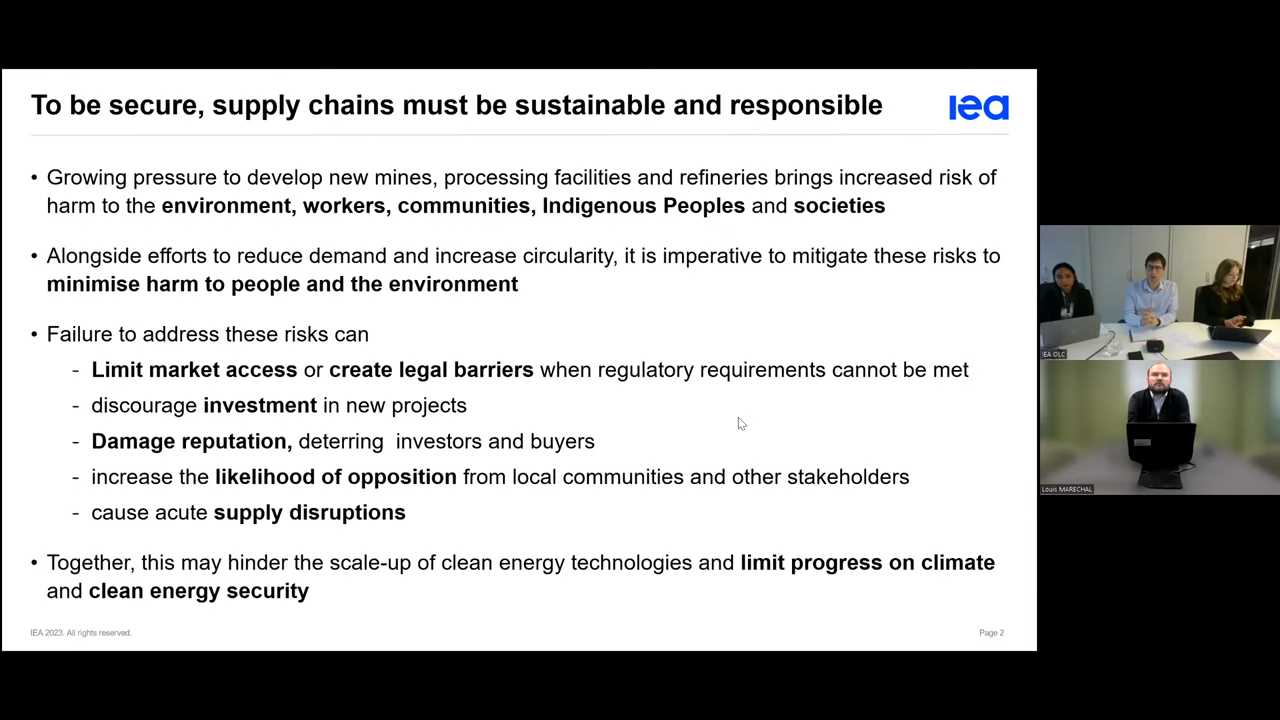 To be secure, supply chains must be sustainable and responsible
iea
• Growing pressure to develop new mines, processing facilities and refineries brings increased risk of
harm to the environment, workers, communities, Indigenous Peoples and societies
• Alongside efforts to reduce demand and increase circularity, it is imperative to mitigate these risks to
minimise harm to people and the environment
• Failure to address these risks can
- Limit market access or create legal barriers when regulatory requirements cannot be met
- discourage investment in new projects
- Damage reputation, deterring investors and buyers
- increase the likelihood of opposition from local communities and other stakeholders
- cause acute supply disruptions
• Together, this may hinder the scale-up of clean energy technologies and limit progress on climate
and clean energy security
IEA 2023. All rights reserved.
Page 2
IEA OLC
Louis MARECHAL